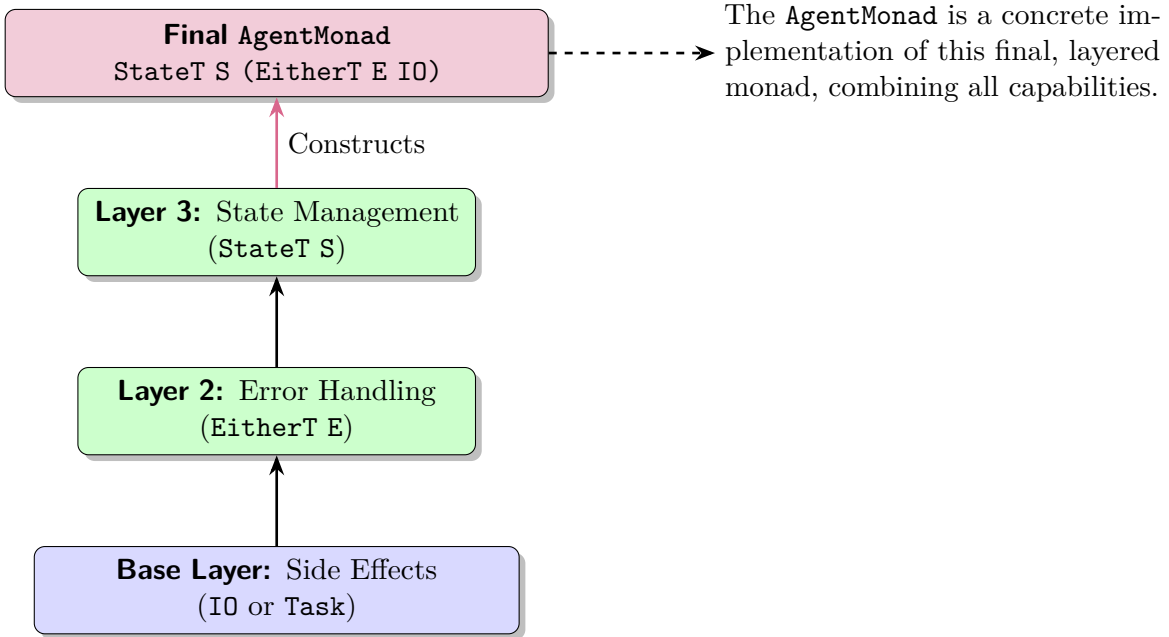 Final AgentMonad
StateT S (EitherT E IO)
The AgentMonad is a concrete im-
plementation of this final, layered
monad, combining all capabilities.
Constructs
Layer 3: State Management
(StateT S)
Layer 2: Error Handling
(EitherT E)
Base Layer: Side Effects
(IO or Task)